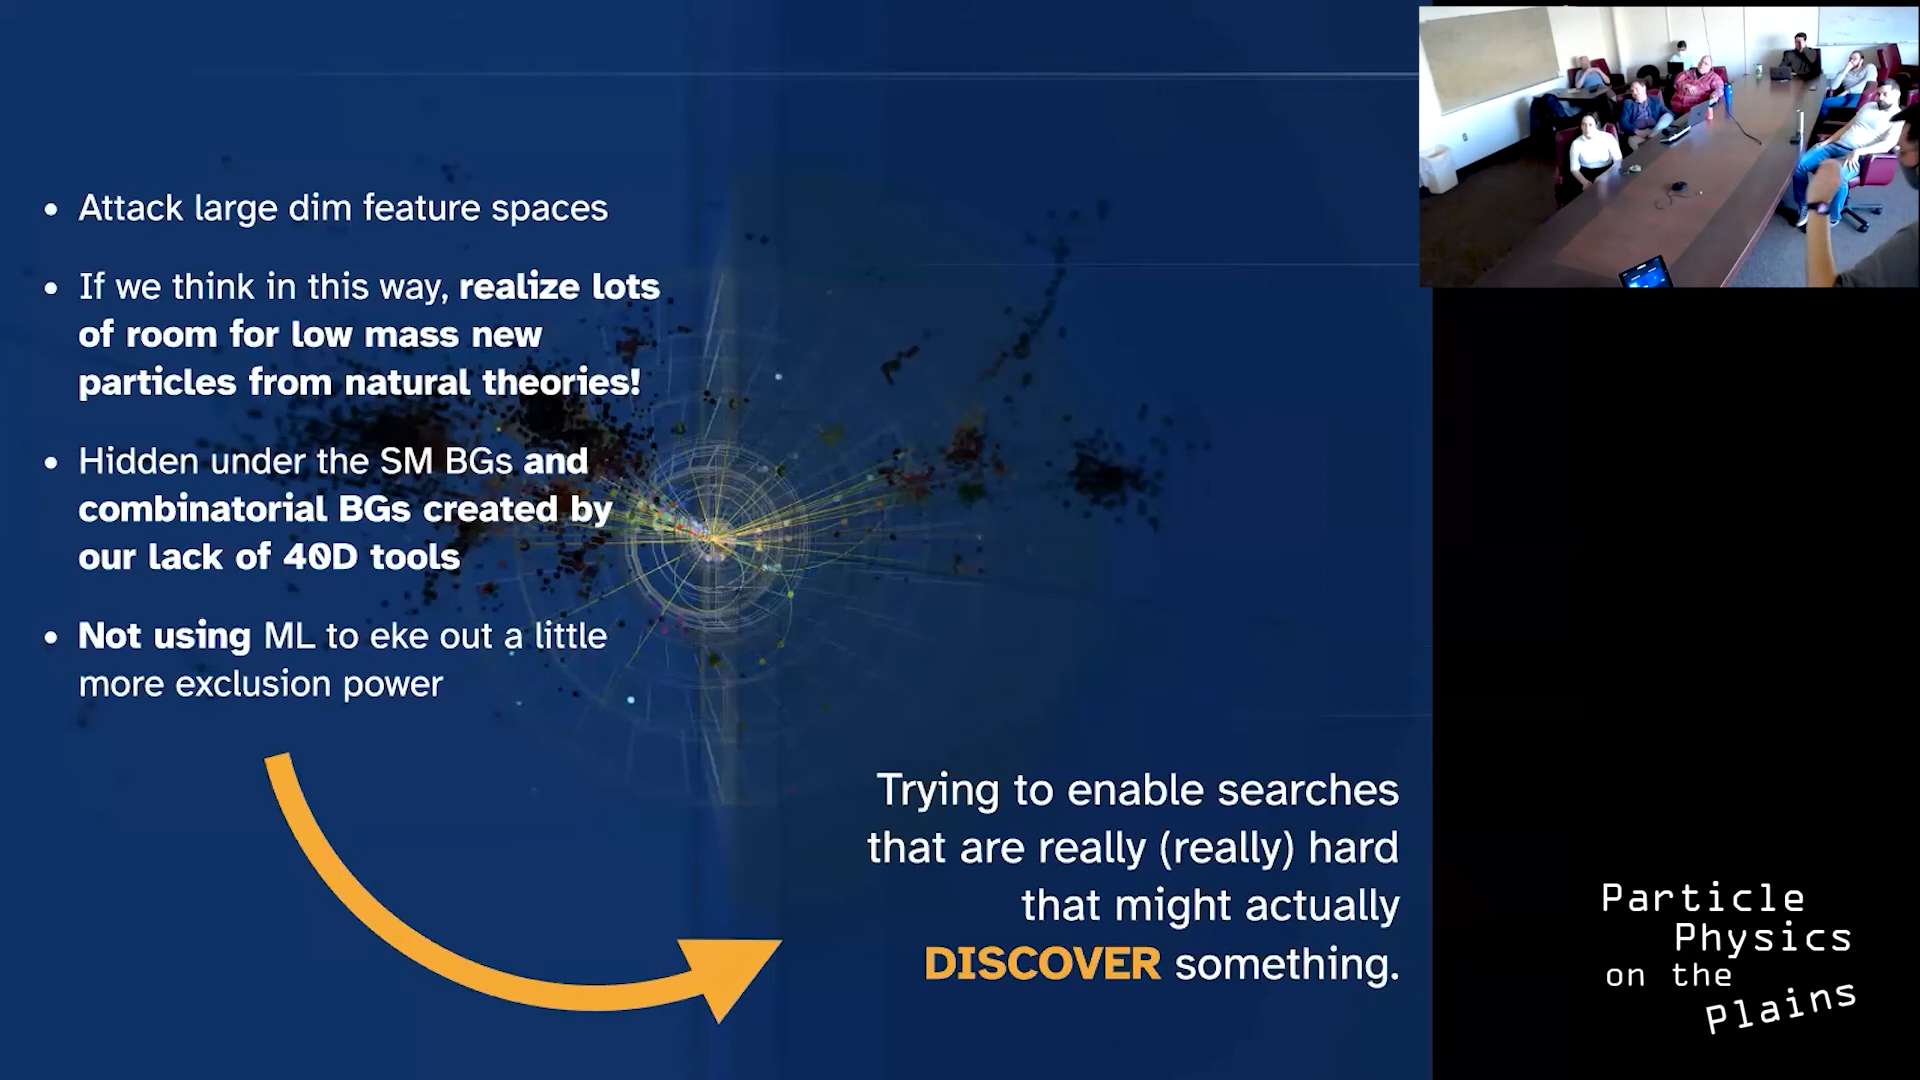 • Attack large dim feature spaces
• If we think in this way, realize lots
of room for low mass new
particles from natural theories!
• Hidden under the SM BGs and
combinatorial BGs created by
our lack of 40D tools
• Not using ML to eke out a little
more exclusion power
Trying to enable searches
that are really (really) hard
that might actually
DISCOVER something.
Particle
Physics
on the
Plains